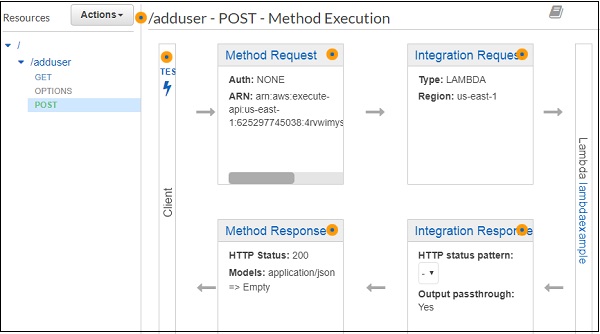 Resources
Actions
/adduser - POST - Method Execution
/
/adduser
GET
OPTIONS
POST
TES
Client
Method Request
Auth: NONE
ARN: arn:aws:execute-
api:us-east-
1:625297745038:4rvwimys
Integration Reques
Type: LAMBDA
Region: us-east-1
Lambda lambdaexample
Method Response
HTTP Status: 200
Models: application/json
=> Empty
Integration Response
HTTP status pattern:
-
Output passthrough:
Yes